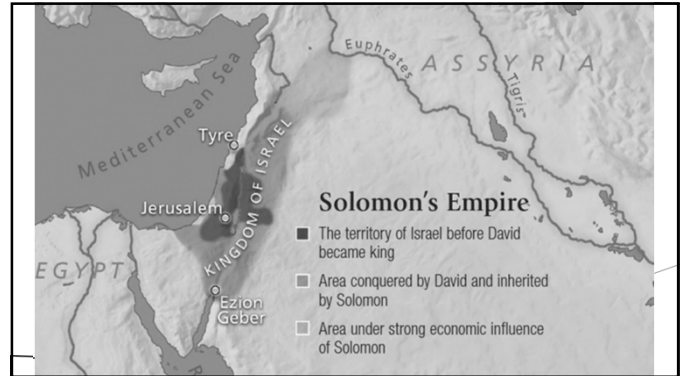 Mediterranean Sea
Euphrates
ASSYRIA
Tigris
Tyre
KINGDOM OF ISRAEL
Jerusalem
EGYPT
Ezion
Geber
R
Solomon's Empire
The territory of Israel before David
became king
Area conquered by David and inherited
by Solomon
Area under strong economic influence
of Solomon